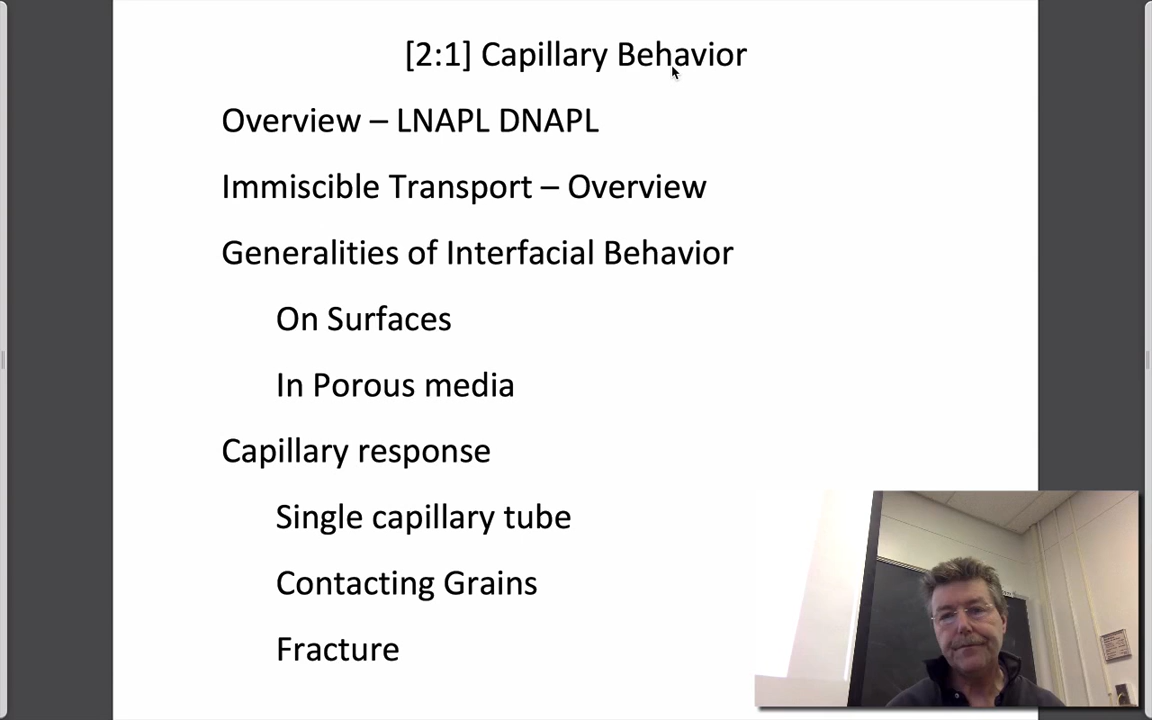 [2:1] Capillary Behavior
Overview – LNAPL DNAPL
Immiscible Transport – Overview
Generalities of Interfacial Behavior
On Surfaces
In Porous media
Capillary response
Single capillary tube
Contacting Grains
Fracture